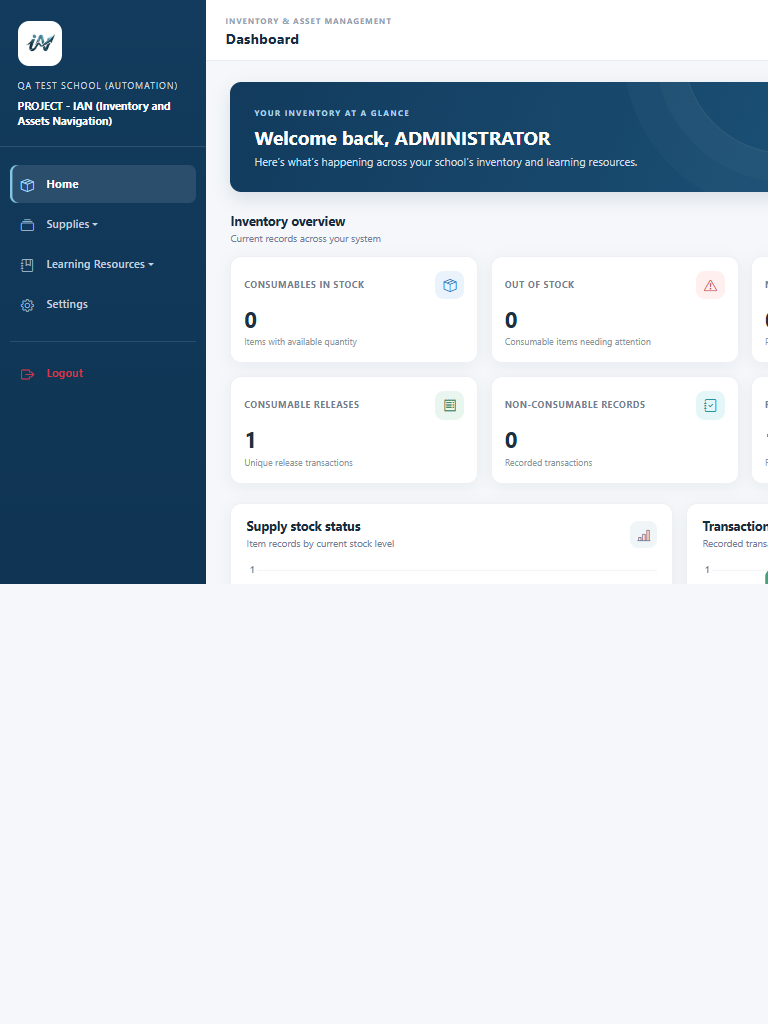 iAN
QA TEST SCHOOL (AUTOMATION)
PROJECT - IAN (Inventory and
Assets Navigation)
Home
Supplies
Learning Resources
Settings
Logout
INVENTORY & ASSET MANAGEMENT
Dashboard
YOUR INVENTORY AT A GLANCE
Welcome back, ADMINISTRATOR
Here's what's happening across your school's inventory and learning resources.
Inventory overview
Current records across your system
CONSUMABLES IN STOCK
0
Items with available quantity
OUT OF STOCK
0
Consumable items needing attention
CONSUMABLE RELEASES
1
Unique release transactions
NON-CONSUMABLE RECORDS
0
Recorded transactions
Supply stock status
Item records by current stock level
1
Transaction
Recorded trans
1